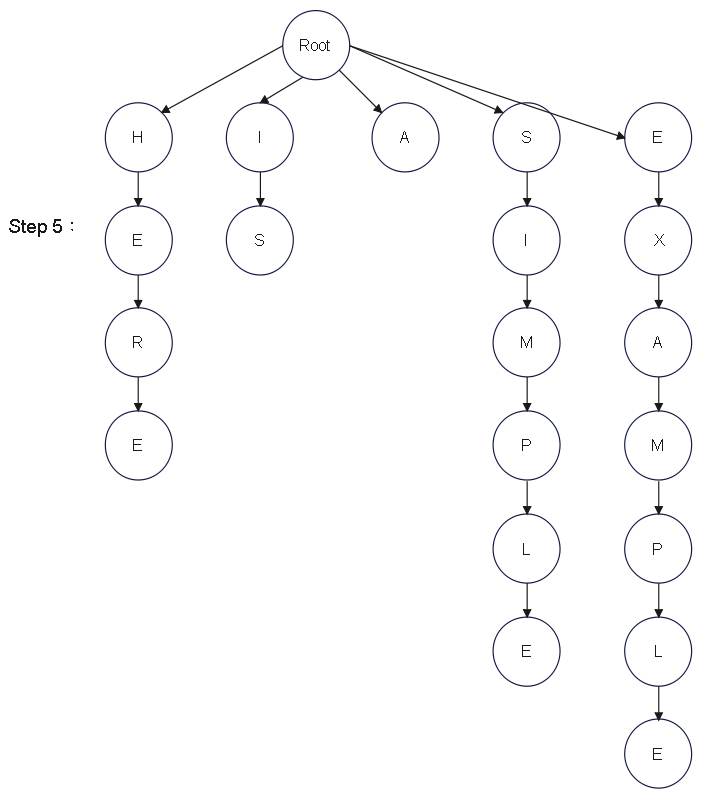 Root
H I A S E
Step 5：
E S I X
R M A
E P M
L P
E L
E